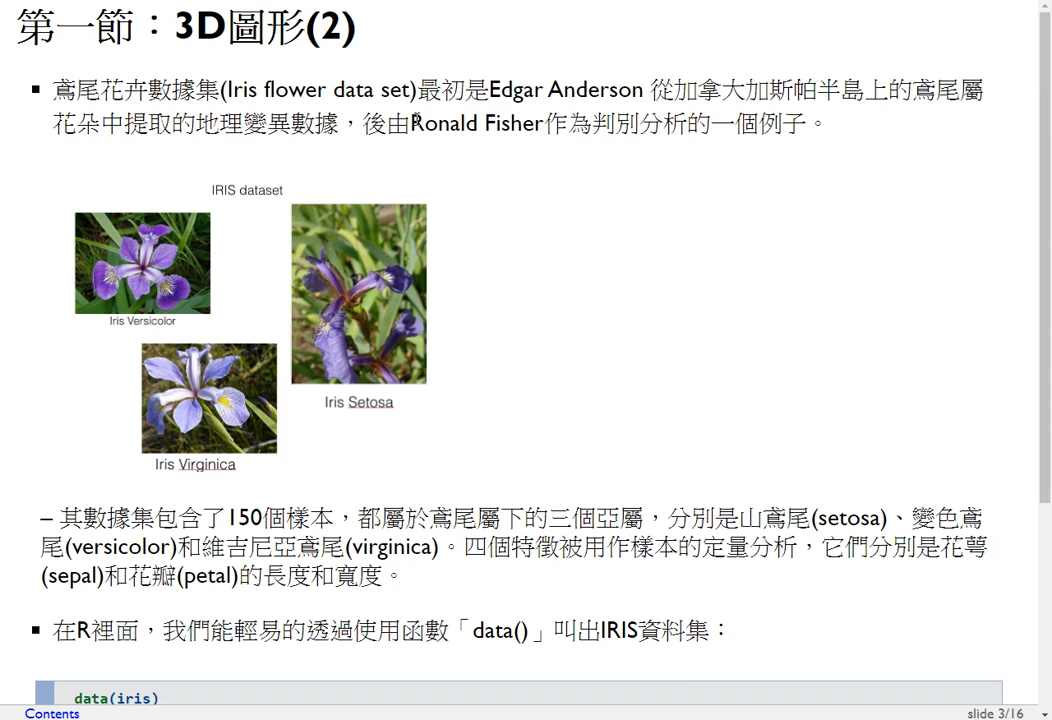 第一節：3D圖形(2)
▪ 鳶尾花卉數據集(Iris flower data set)最初是Edgar Anderson 從加拿大加斯帕半島上的鳶尾屬
花朵中提取的地理變異數據，後由Ronald Fisher作為判別分析的一個例子。
IRIS dataset
Iris Versicolor
Iris Setosa
Iris Virginica
– 其數據集包含了150個樣本，都屬於鳶尾屬下的三個亞屬，分別是山鳶尾(setosa)、變色鳶
尾(versicolor)和維吉尼亞鳶尾(virginica)。四個特徵被用作樣本的定量分析，它們分別是花萼
(sepal)和花瓣(petal)的長度和寬度。
▪ 在R裡面，我們能輕易的透過使用函數「data()」叫出IRIS資料集：
data(iris)
Contents
slide 3/16